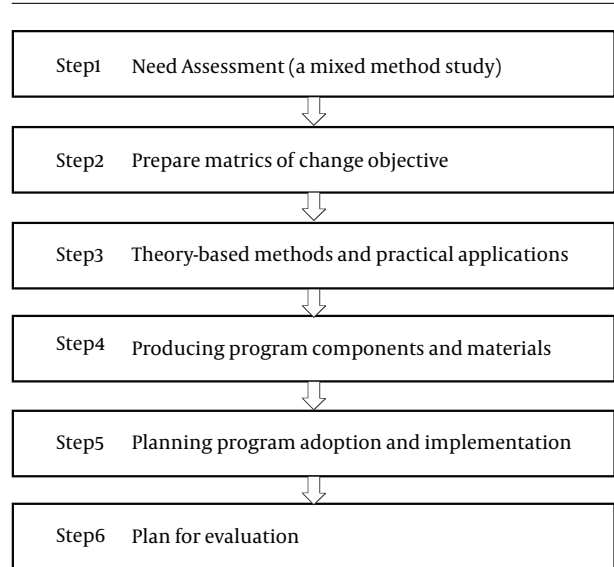 Step1 Need Assessment (a mixed method study)
Step2 Prepare matrics of change objective
Step3 Theory-based methods and practical applications
Step4 Producing program components and materials
Step5 Planning program adoption and implementation
Step6 Plan for evaluation